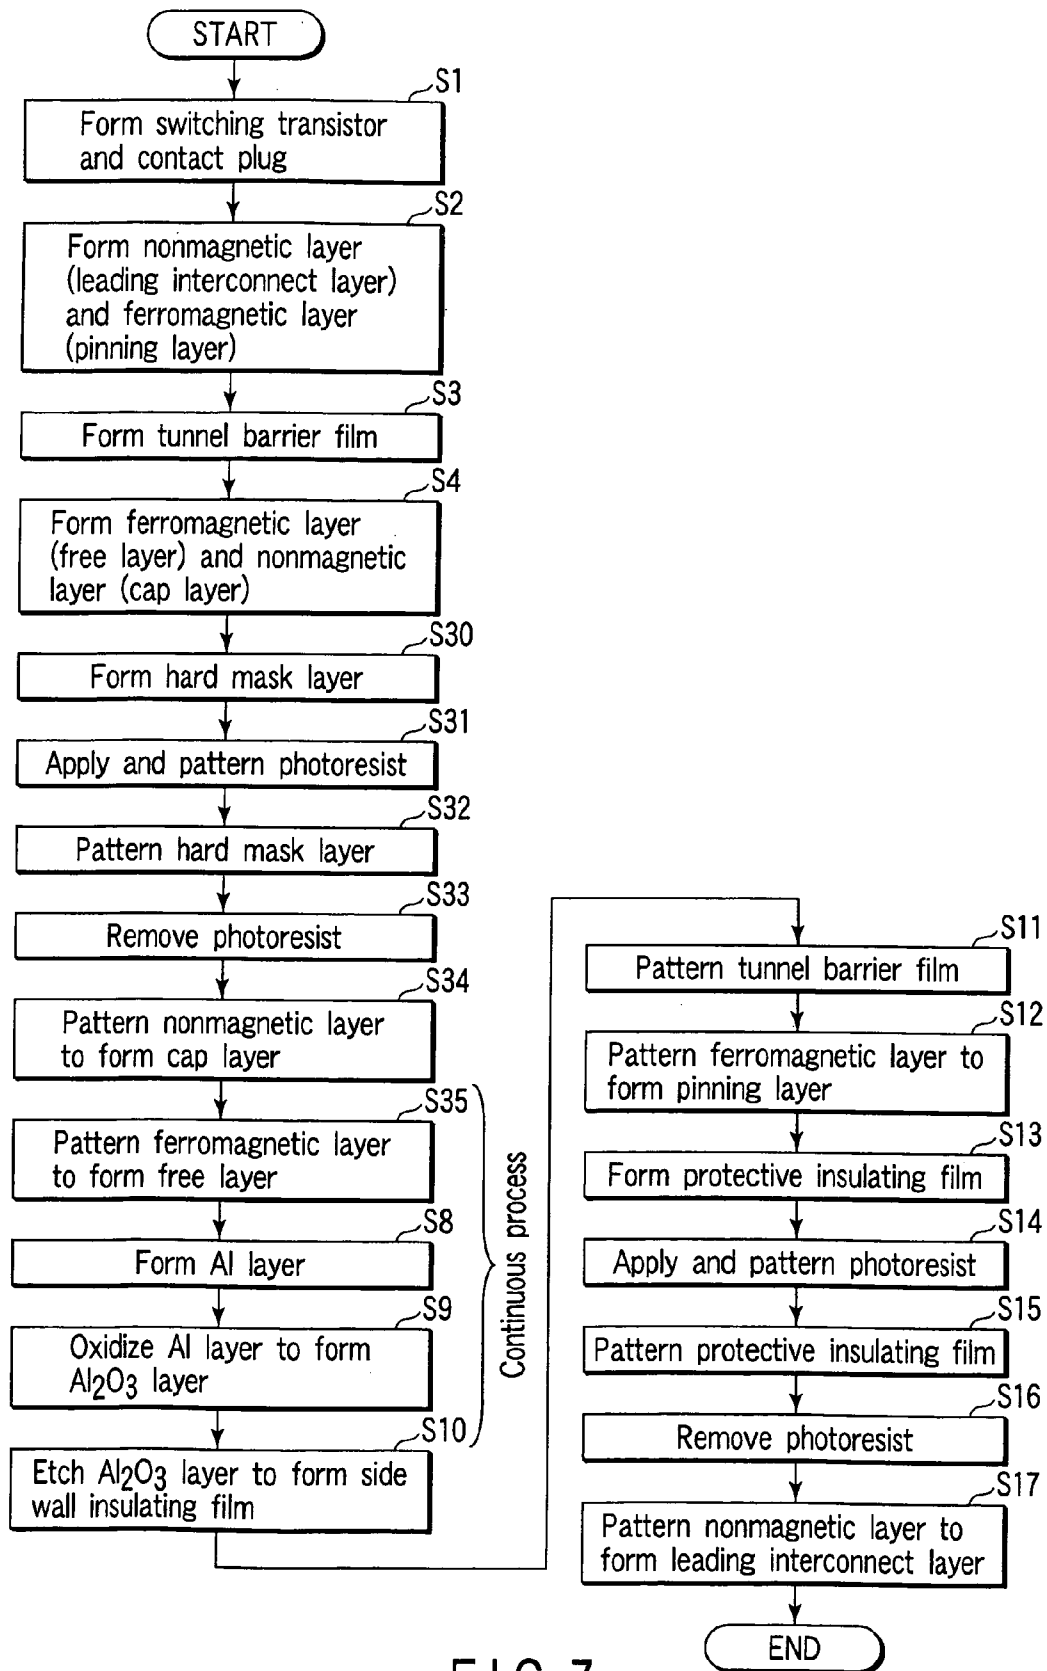 START
S1
Form switching transistor
and contact plug
S2
Form nonmagnetic layer
(leading interconnect layer)
and ferromagnetic layer
(pinning layer)
S3
Form tunnel barrier film
S4
Form ferromagnetic layer
(free layer) and nonmagnetic
layer (cap layer)
S30
Form hard mask layer
S31
Apply and pattern photoresist
S32
Pattern hard mask layer
S33
Remove photoresist
S34
Pattern nonmagnetic layer
to form cap layer
S35
Pattern ferromagnetic layer
to form free layer
S8
Form Al layer
S9
Oxidize Al layer to form
Al2O3 layer
S10
Etch Al2O3 layer to form side
wall insulating film
Continuous process
S11
Pattern tunnel barrier film
S12
Pattern ferromagnetic layer to
form pinning layer
S13
Form protective insulating film
S14
Apply and pattern photoresist
S15
Pattern protective insulating film
S16
Remove photoresist
S17
Pattern nonmagnetic layer to
form leading interconnect layer
END